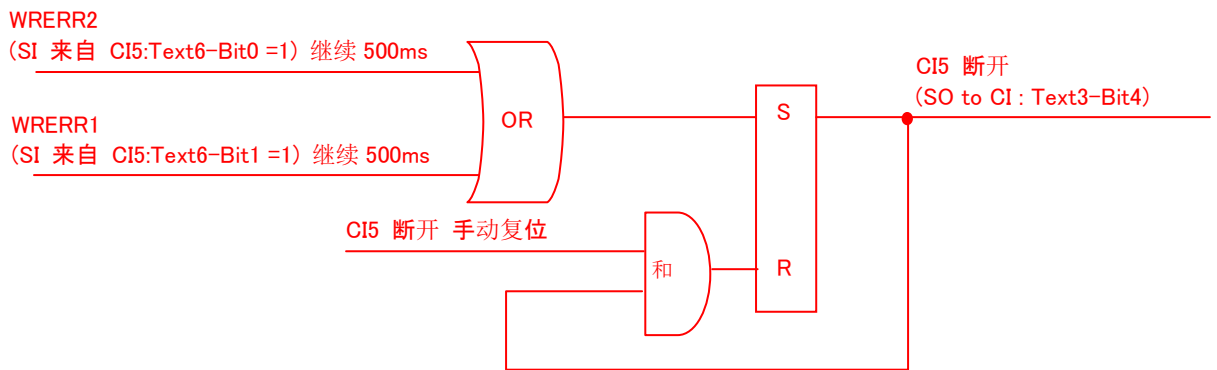 WRERR2
(SI 来自 CI5:Text6-Bit0 =1) 继续 500ms
CI5 断开
(SO to CI : Text3-Bit4)
OR
S
WRERR1
(SI 来自 CI5:Text6-Bit1 =1) 继续 500ms
CI5 断开 手动复位
和
R